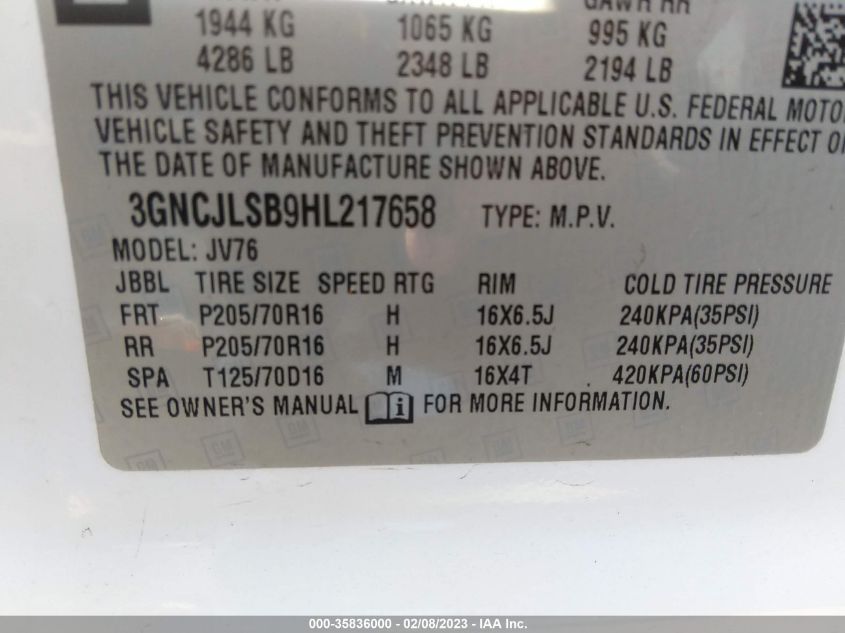 1944 KG 1065 KG 995 KG
4286 LB 2348 LB 2194 LB
THIS VEHICLE CONFORMS TO ALL APPLICABLE U.S. FEDERAL MOTO
VEHICLE SAFETY AND THEFT PREVENTION STANDARDS IN EFFECT O
THE DATE OF MANUFACTURE SHOWN ABOVE.
3GNCJLSB9HL217658 TYPE: M.P.V.
MODEL: JV76
JBBL TIRE SIZE SPEED RTG RIM COLD TIRE PRESSURE
FRT P205/70R16 H 16X6.5J 240KPA(35PSI)
RR P205/70R16 H 16X6.5J 240KPA(35PSI)
SPA T125/70D16 M 16X4T 420KPA(60PSI)
SEE OWNER'S MANUAL i FOR MORE INFORMATION.
GM GM GM
000-35836000 - 02/08/2023 - IAA Inc.